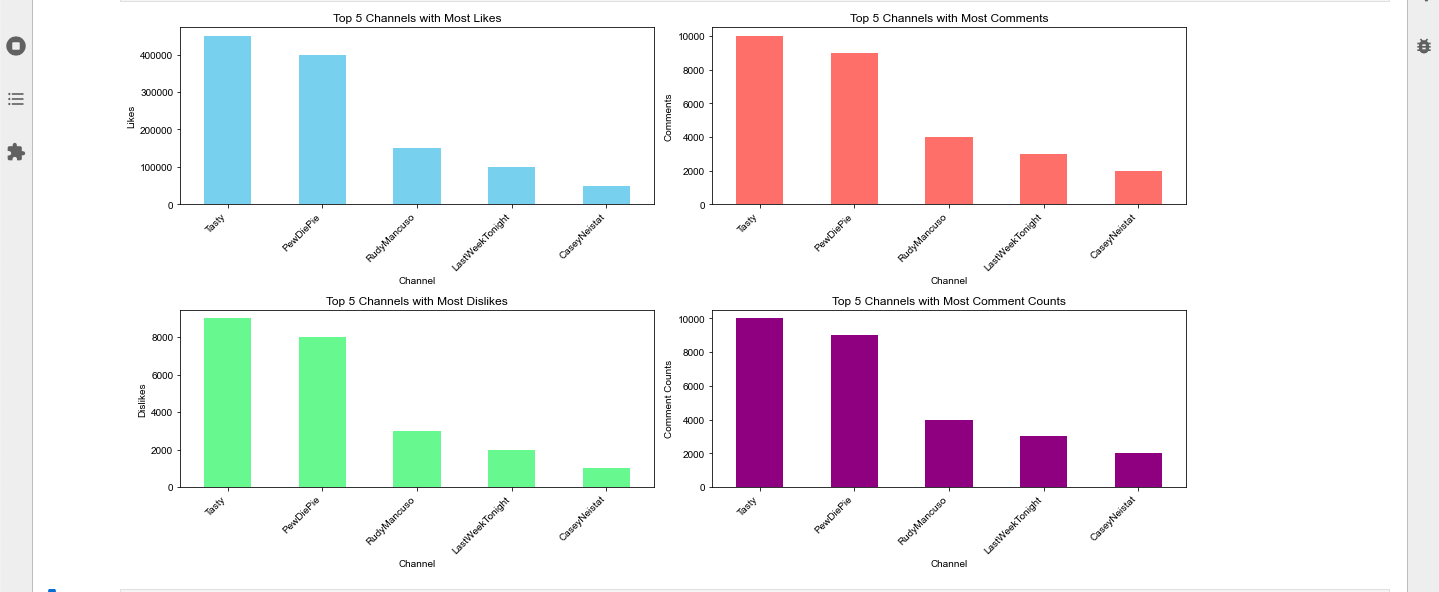 Top 5 Channels with Most Likes
Likes
400000
300000
200000
100000
0
Tasty
PewDiePie
RudyMancuso
LastWeekTonight
CaseyNeistat
Channel
Top 5 Channels with Most Comments
Comments
10000
8000
6000
4000
2000
0
Tasty
PewDiePie
RudyMancuso
LastWeekTonight
CaseyNeistat
Channel
Top 5 Channels with Most Dislikes
Dislikes
8000
6000
4000
2000
0
Tasty
PewDiePie
RudyMancuso
LastWeekTonight
CaseyNeistat
Channel
Top 5 Channels with Most Comment Counts
Comment Counts
10000
8000
6000
4000
2000
0
Tasty
PewDiePie
RudyMancuso
LastWeekTonight
CaseyNeistat
Channel